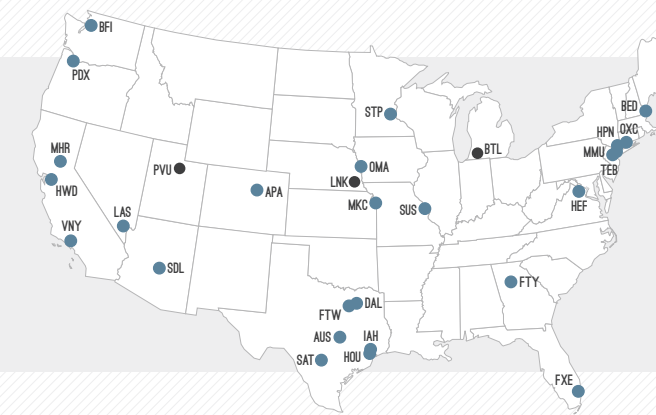 BFI
PDX
STP
BED
OXC
HPN
MMU
TEB
BTL
MHR
HWD
PVU
OMA
LNK
APA
MKC
SUS
HEF
LAS
VNY
SDL
FTY
DAL
FTW
AUS
IAH
HOU
SAT
FXE